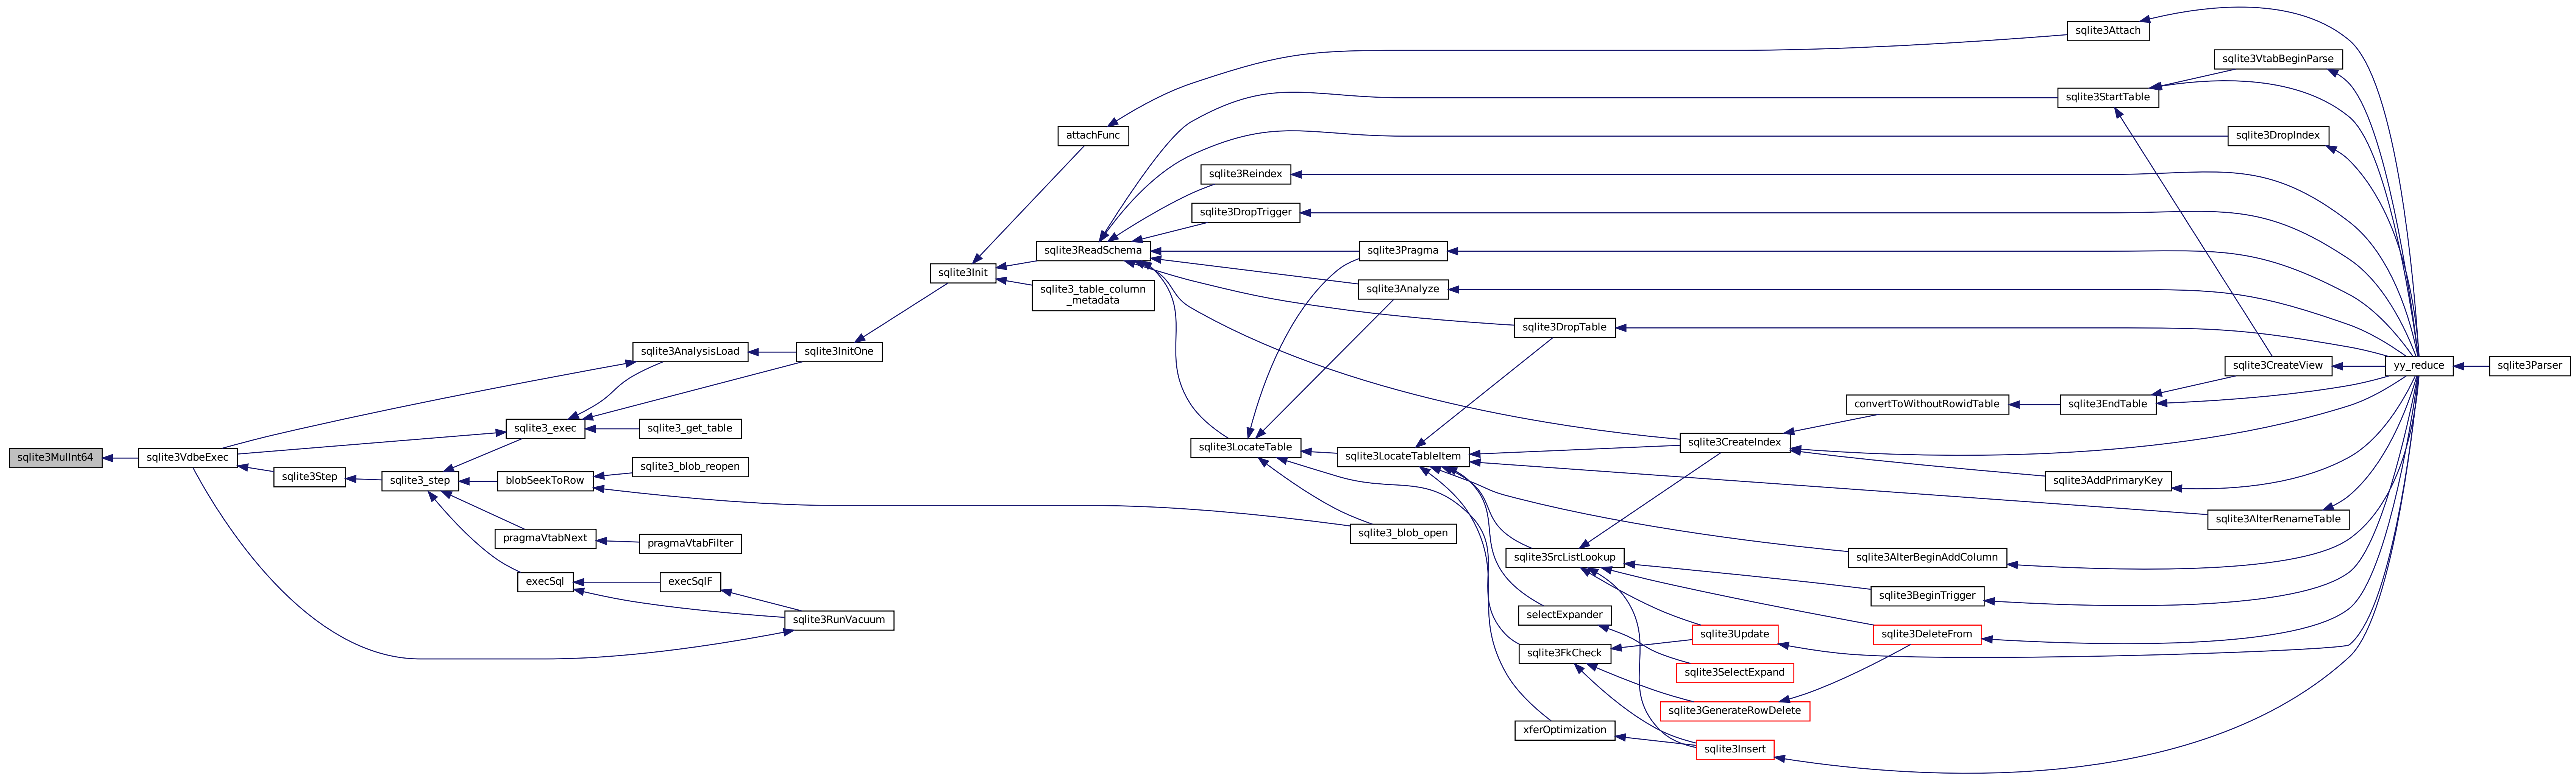 sqlite3MulInt64
sqlite3VdbeExec
sqlite3Step
sqlite3AnalysisLoad
sqlite3_exec
sqlite3_step
sqlite3_get_table
sqlite3_blob_reopen
blobSeekToRow
pragmaVtabNext
pragmaVtabFilter
execSql
execSqlF
sqlite3RunVacuum
sqlite3InitOne
sqlite3Init
attachFunc
sqlite3ReadSchema
sqlite3_table_column
_metadata
sqlite3Reindex
sqlite3DropTrigger
sqlite3LocateTable
sqlite3Pragma
sqlite3Analyze
sqlite3LocateTableItem
sqlite3_blob_open
sqlite3DropTable
sqlite3SrcListLookup
selectExpander
sqlite3FkCheck
xferOptimization
sqlite3CreateIndex
sqlite3Update
sqlite3SelectExpand
sqlite3GenerateRowDelete
sqlite3Insert
convertToWithoutRowidTable
sqlite3AlterBeginAddColumn
sqlite3BeginTrigger
sqlite3DeleteFrom
sqlite3Attach
sqlite3StartTable
sqlite3EndTable
sqlite3AddPrimaryKey
sqlite3VtabBeginParse
sqlite3DropIndex
sqlite3CreateView
sqlite3AlterRenameTable
yy_reduce
sqlite3Parser